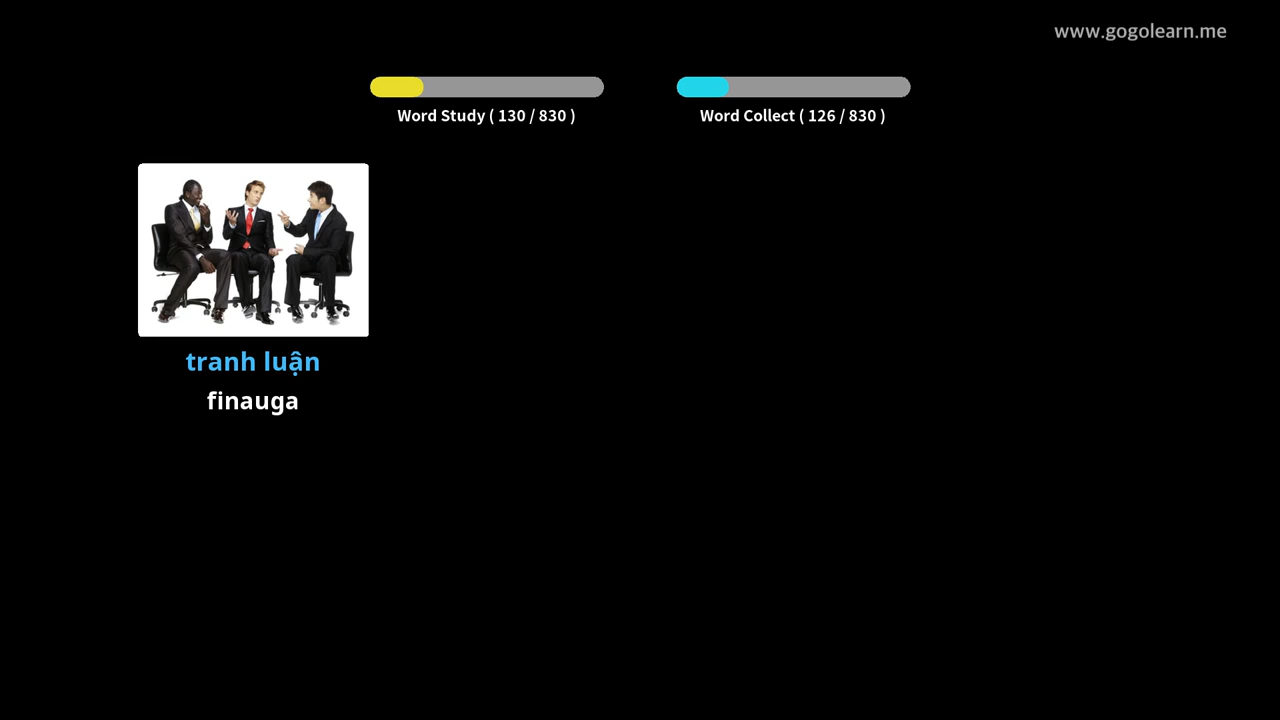 www.gogolearn.me
Word Study ( 130 / 830 )
Word Collect ( 126 / 830 )
tranh luận
finauga